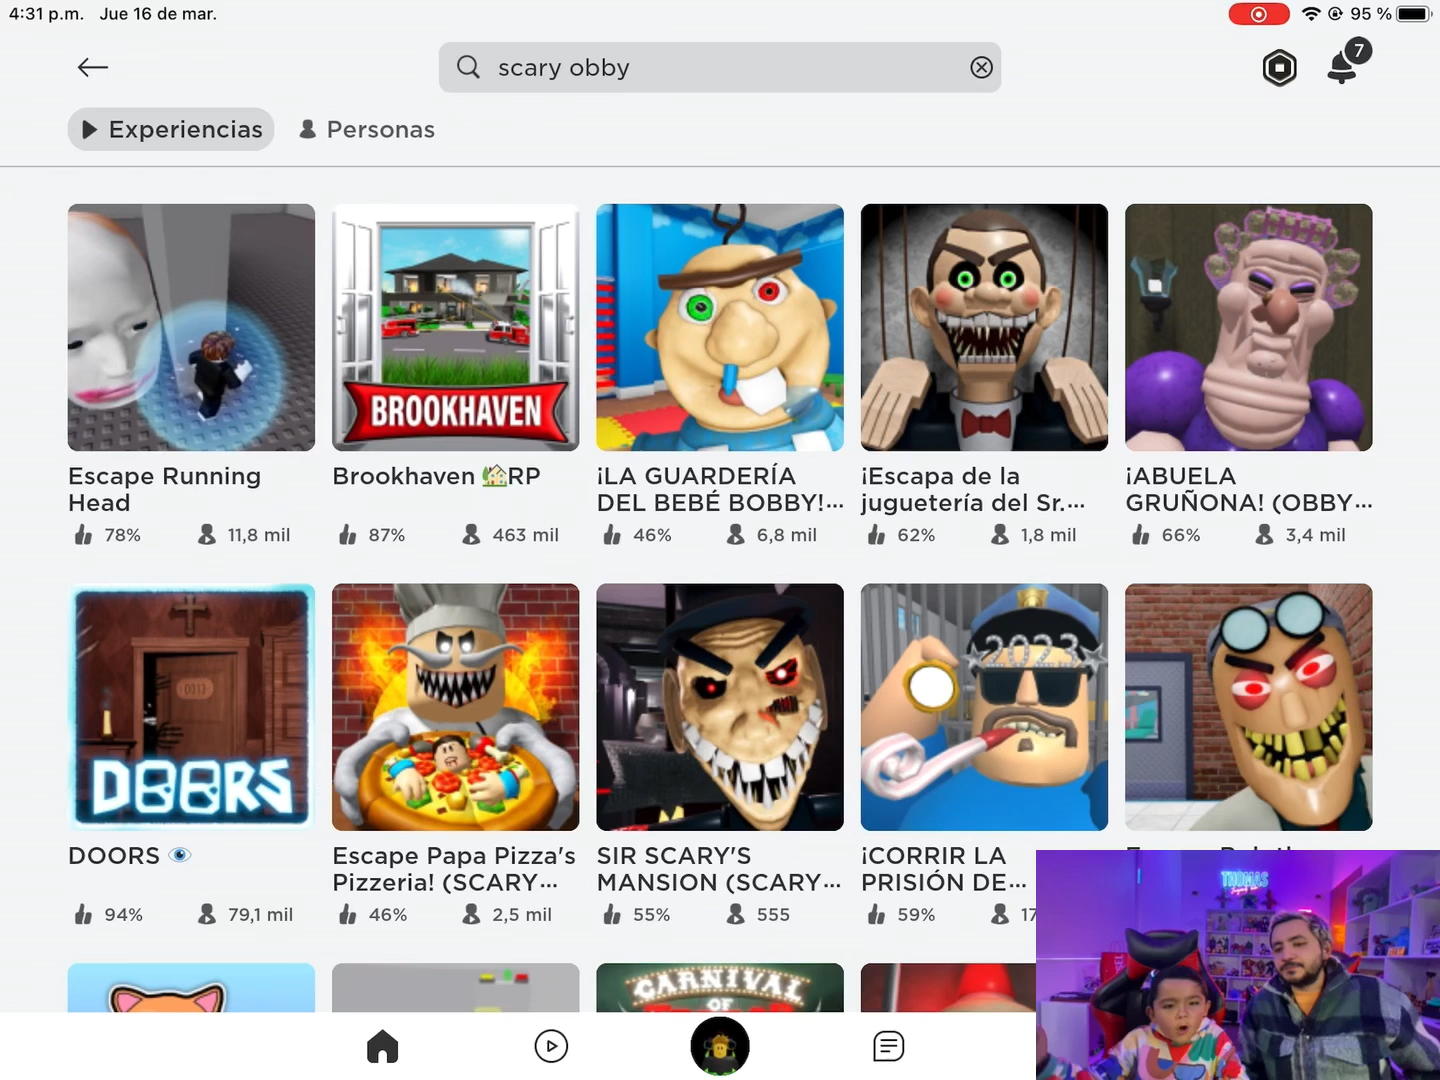 4:31 p.m. Jue 16 de mar.
95 %
scary obby
7
Experiencias Personas
BROOKHAVEN
Escape Running
Head
78% 11,8 mil
Brookhaven 🏡RP
87% 463 mil
¡LA GUARDERÍA
DEL BEBÉ BOBBY!...
46% 6,8 mil
¡Escapa de la
juguetería del Sr....
62% 1,8 mil
¡ABUELA
GRUÑONA! (OBBY...
66% 3,4 mil
DOORS
2023
DOORS 👁️
94% 79,1 mil
Escape Papa Pizza's
Pizzeria! (SCARY...
46% 2,5 mil
SIR SCARY'S
MANSION (SCARY...
55% 555
¡CORRIR LA
PRISIÓN DE...
59% 17
CARNIVAL
OF
THOMAS